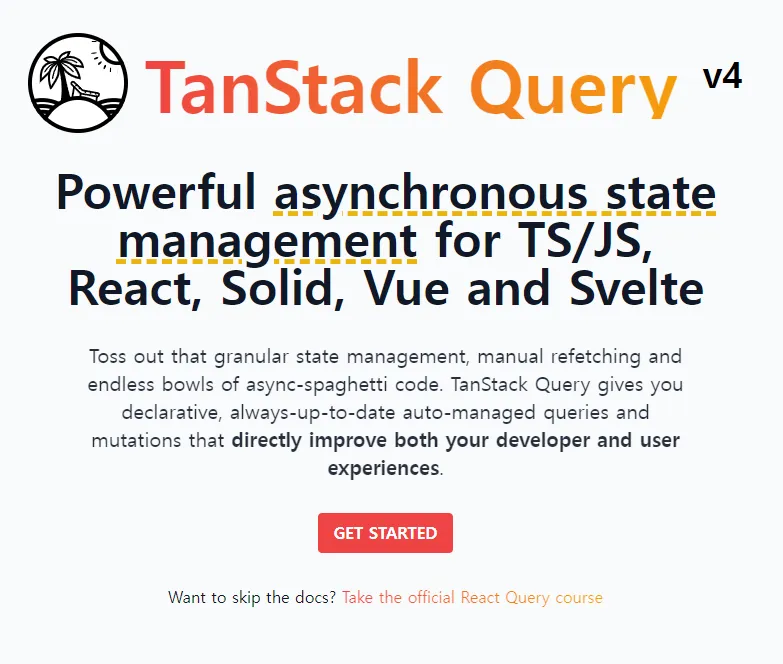 TanStack Query v4
Powerful asynchronous state
management for TS/JS,
React, Solid, Vue and Svelte
Toss out that granular state management, manual refetching and
endless bowls of async-spaghetti code. TanStack Query gives you
declarative, always-up-to-date auto-managed queries and
mutations that directly improve both your developer and user
experiences.
GET STARTED
Want to skip the docs? Take the official React Query course